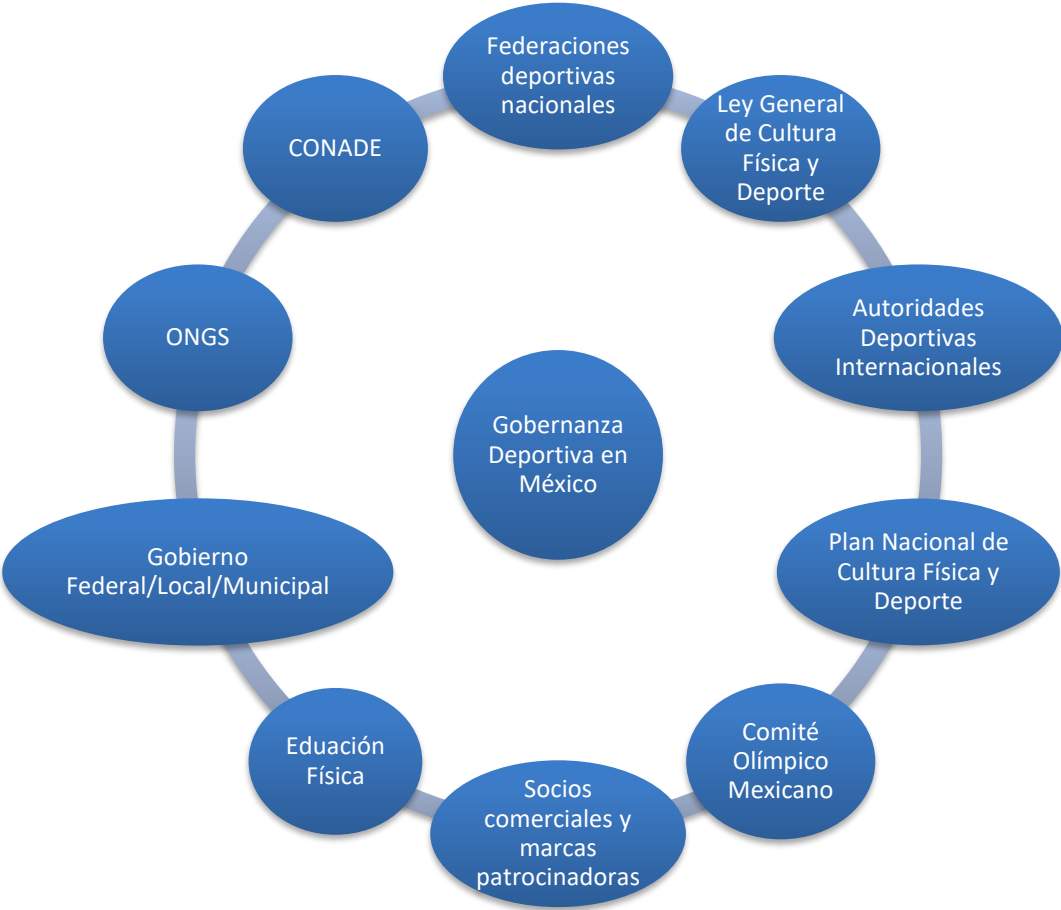 Federaciones
deportivas
nacionales
Ley General
de Cultura
Física y
Deporte
Autoridades
Deportivas
Internacionales
Plan Nacional de
Cultura Física y
Deporte
Comité
Olímpico
Mexicano
Socios
comerciales y
marcas
patrocinadoras
Eduación
Física
Gobierno
Federal/Local/Municipal
ONGS
CONADE
Gobernanza
Deportiva en
México